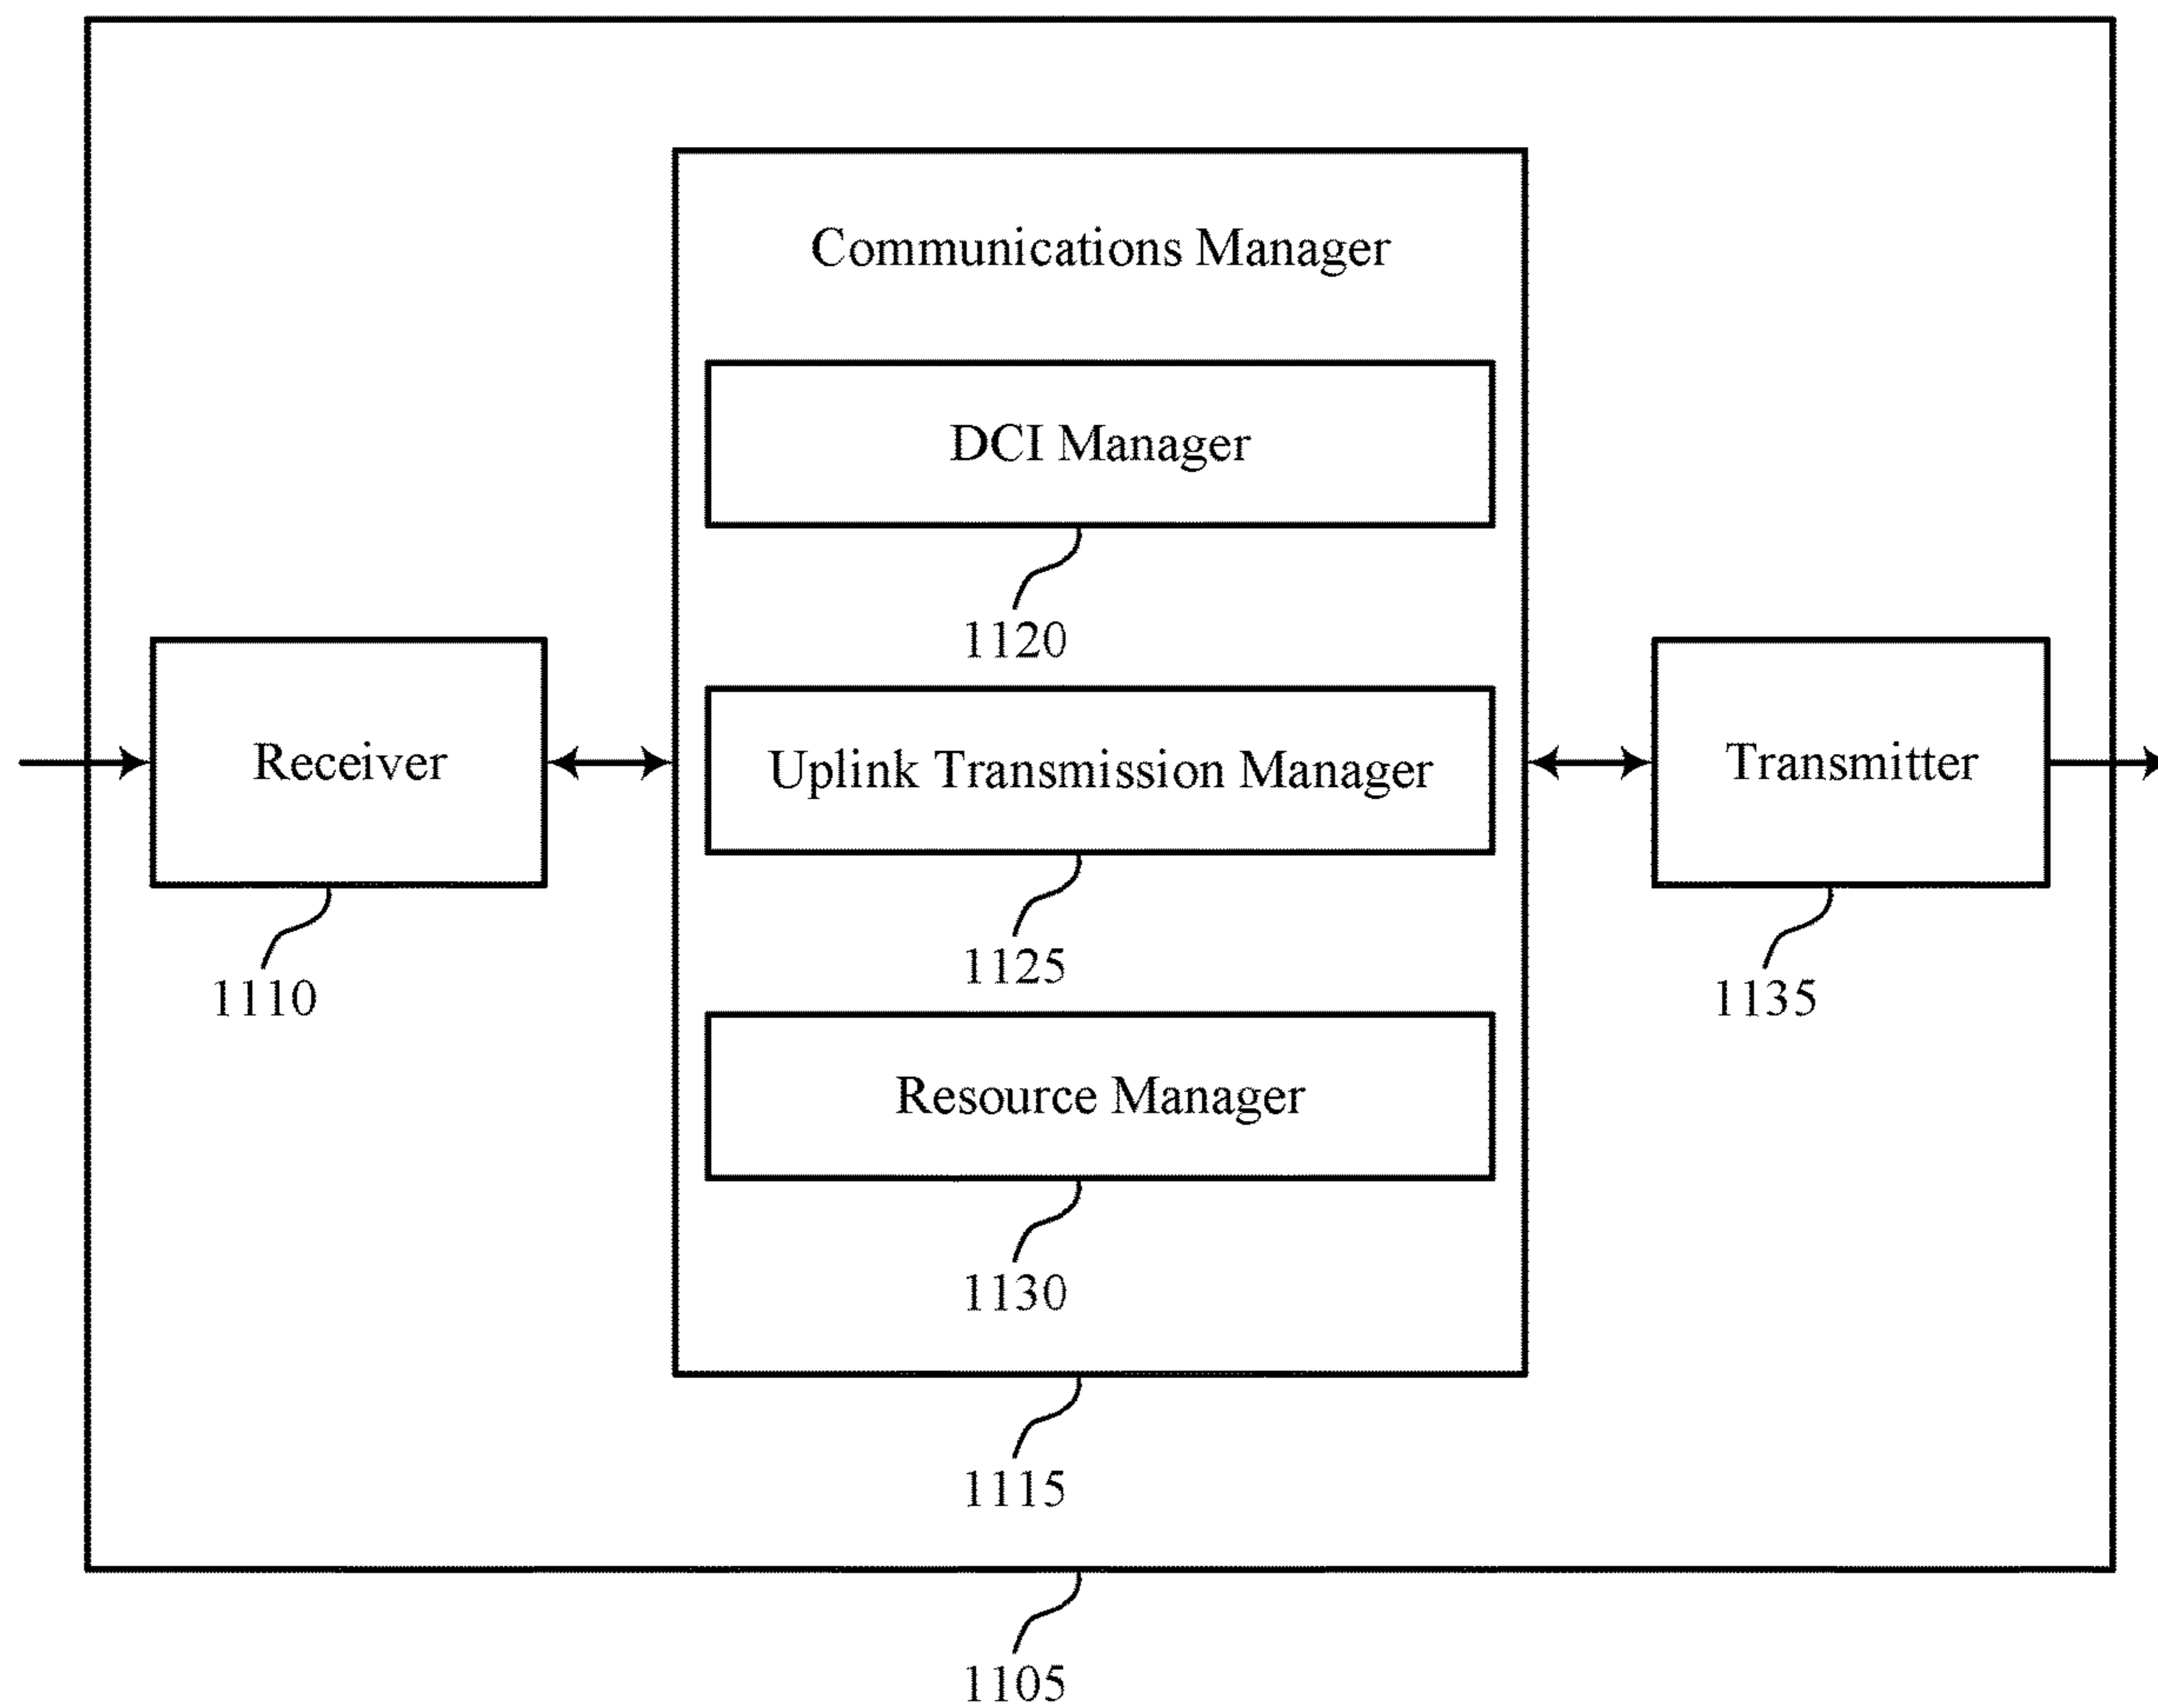 Communications Manager
DCI Manager
1120
Receiver
1110
Uplink Transmission Manager
1125
Transmitter
1135
Resource Manager
1130
1115
1105